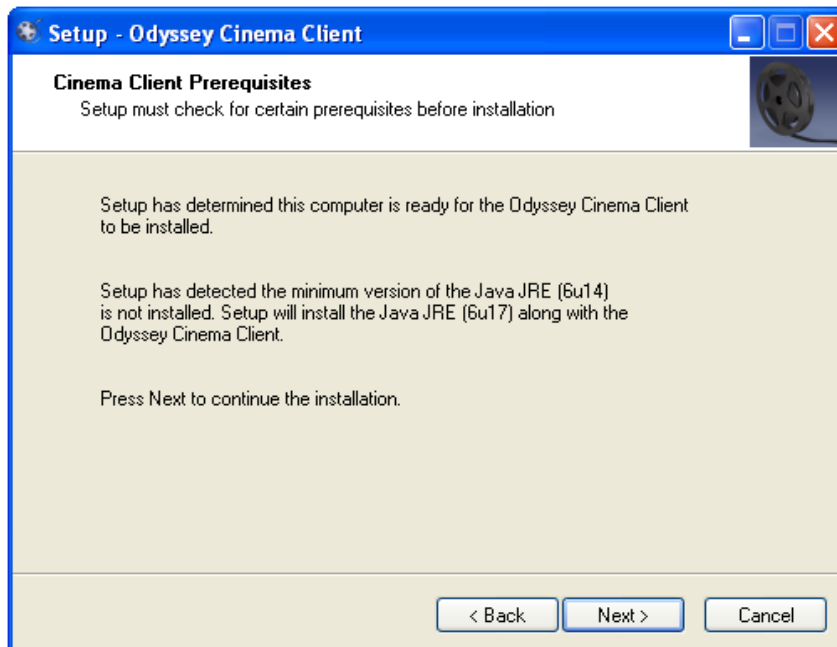 Setup - Odyssey Cinema Client
Cinema Client Prerequisites
Setup must check for certain prerequisites before installation
Setup has determined this computer is ready for the Odyssey Cinema Client
to be installed.
Setup has detected the minimum version of the Java JRE (6u14)
is not installed. Setup will install the Java JRE (6u17) along with the
Odyssey Cinema Client.
Press Next to continue the installation.
< Back Next > Cancel